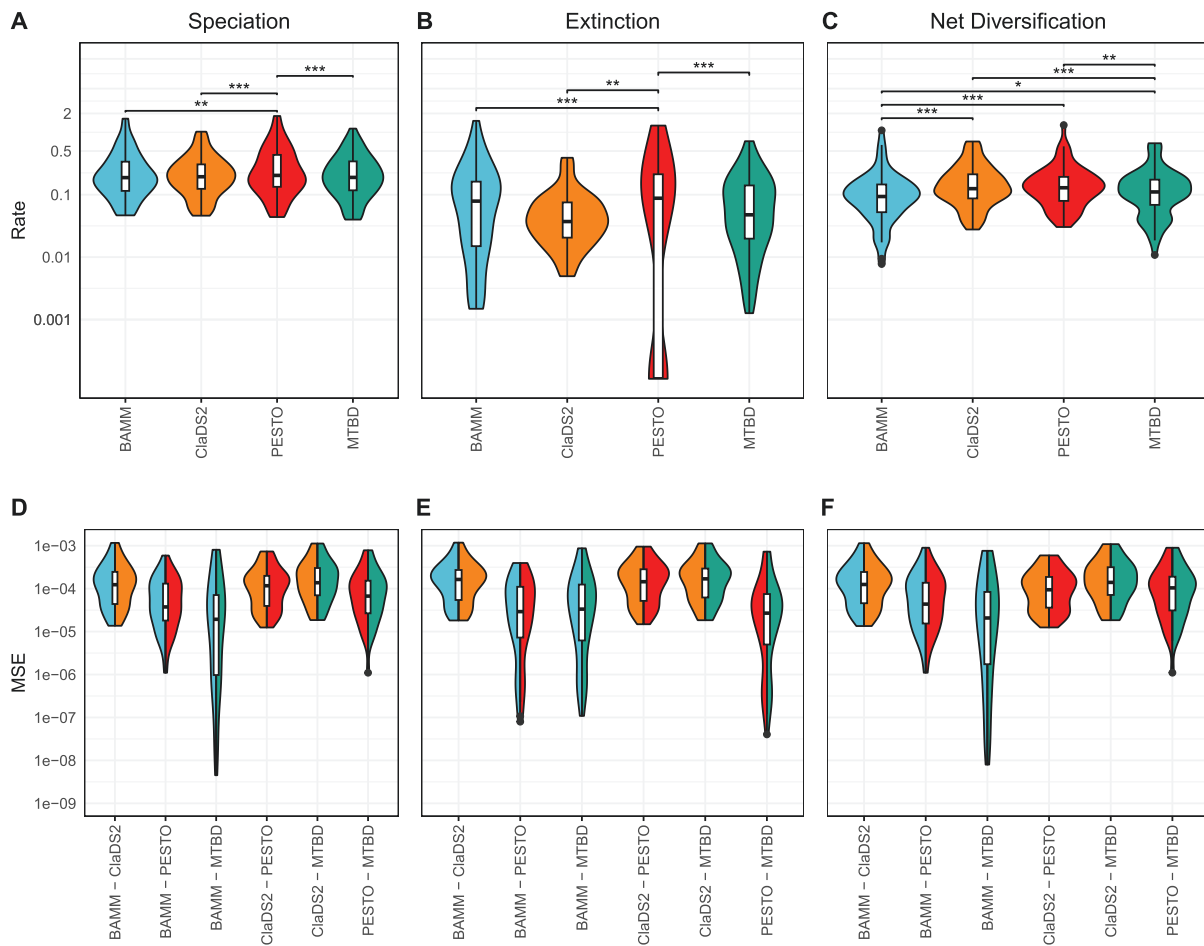 A Speciation
B Extinction
C Net Diversification
Rate
2
0.5
0.1
0.01
0.001
** *** ***
*** ** ***
*** *** * *** **
BAMM ClaDS2 PESTO MTBD
BAMM ClaDS2 PESTO MTBD
BAMM ClaDS2 PESTO MTBD
D
E
F
MSE
1e−03
1e−04
1e−05
1e−06
1e−07
1e−08
1e−09
BAMM − ClaDS2
BAMM − PESTO
BAMM − MTBD
ClaDS2 − PESTO
ClaDS2 − MTBD
PESTO − MTBD
BAMM − ClaDS2
BAMM − PESTO
BAMM − MTBD
ClaDS2 − PESTO
ClaDS2 − MTBD
PESTO − MTBD
BAMM − ClaDS2
BAMM − PESTO
BAMM − MTBD
ClaDS2 − PESTO
ClaDS2 − MTBD
PESTO − MTBD